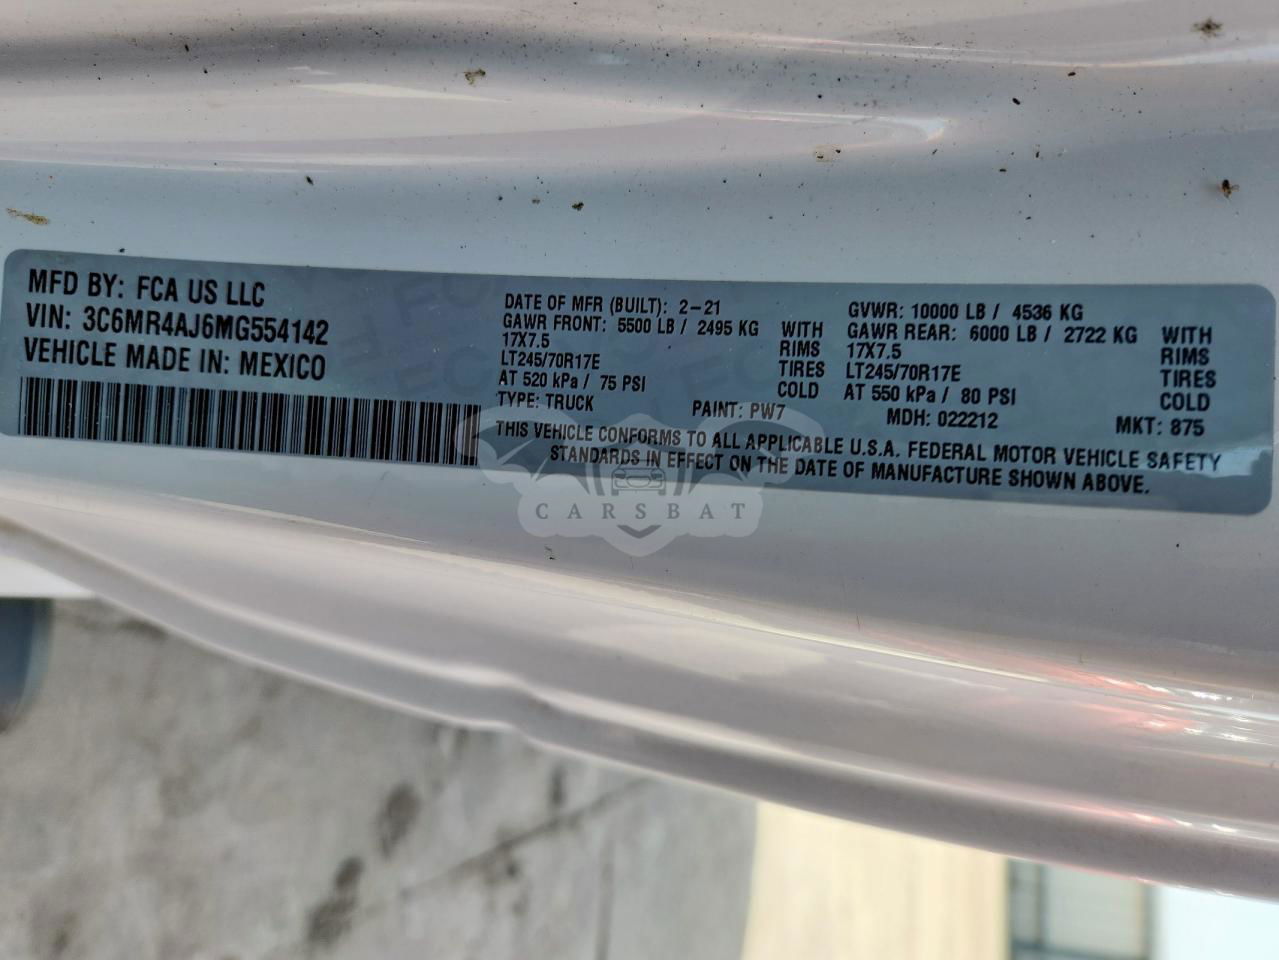 MFD BY: FCA US LLC
VIN: 3C6MR4AJ6MG554142
VEHICLE MADE IN: MEXICO
DATE OF MFR (BUILT): 2-21
GAWR FRONT: 5500 LB / 2495 KG WITH
17X7.5 RIMS
LT245/70R17E TIRES
AT 520 kPa / 75 PSI COLD
TYPE: TRUCK PAINT: PW7
GVWR: 10000 LB / 4536 KG
GAWR REAR: 6000 LB / 2722 KG WITH
17X7.5 RIMS
LT245/70R17E TIRES
AT 550 kPa / 80 PSI COLD
MDH: 022212 MKT: 875
THIS VEHICLE CONFORMS TO ALL APPLICABLE U.S.A. FEDERAL MOTOR VEHICLE SAFETY
STANDARDS IN EFFECT ON THE DATE OF MANUFACTURE SHOWN ABOVE.
CARSBAT